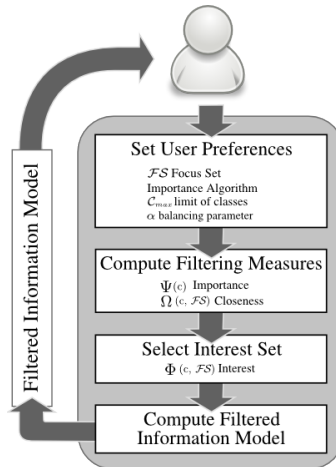 Set User Preferences
𝓕𝓢 Focus Set
Importance Algorithm
𝓒max limit of classes
α balancing parameter
Compute Filtering Measures
Ψ(c) Importance
Ω (c, 𝓕𝓢) Closeness
Select Interest Set
Φ (c, 𝓕𝓢) Interest
Compute Filtered
Information Model
Filtered Information Model